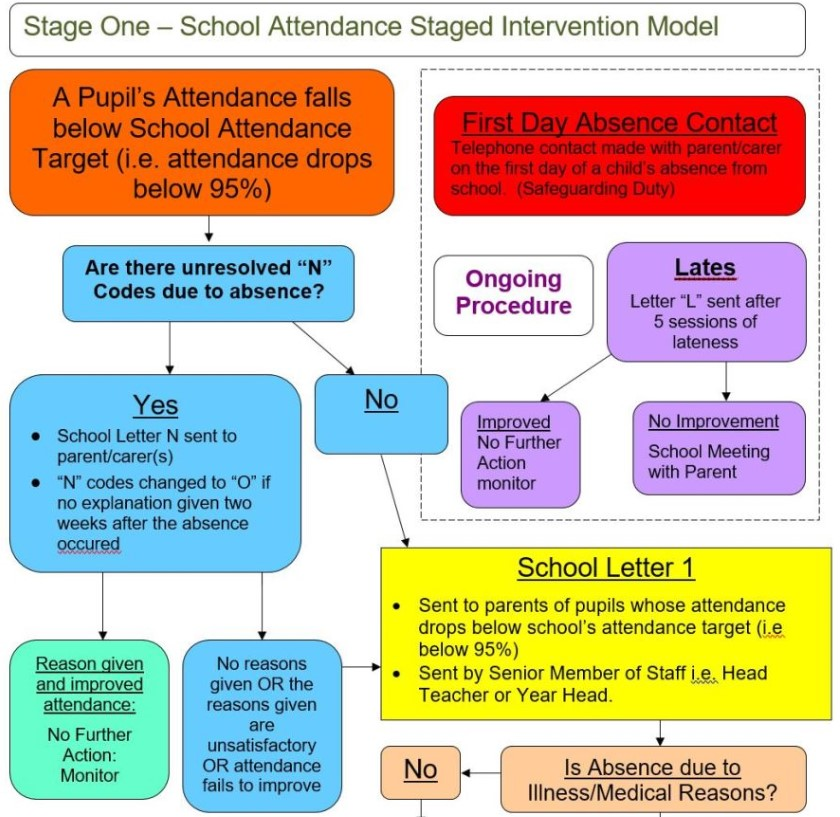 Stage One – School Attendance Staged Intervention Model
A Pupil’s Attendance falls
below School Attendance
Target (i.e. attendance drops
below 95%)
First Day Absence Contact
Telephone contact made with parent/carer
on the first day of a child’s absence from
school.  (Safeguarding Duty)
Are there unresolved “N”
Codes due to absence?
Ongoing
Procedure
Lates
Letter “L” sent after
5 sessions of
lateness
Yes
● School Letter N sent to
parent/carer(s)
● “N” codes changed to “O” if
no explanation given two
weeks after the absence
occured
No
Improved
No Further
Action
monitor
No Improvement
School Meeting
with Parent
School Letter 1
• Sent to parents of pupils whose attendance
drops below school’s attendance target (i.e
below 95%)
• Sent by Senior Member of Staff i.e. Head
Teacher or Year Head.
Reason given
and improved
attendance:
No Further
Action:
Monitor
No reasons
given OR the
reasons given
are
unsatisfactory
OR attendance
fails to improve
No
Is Absence due to
Illness/Medical Reasons?